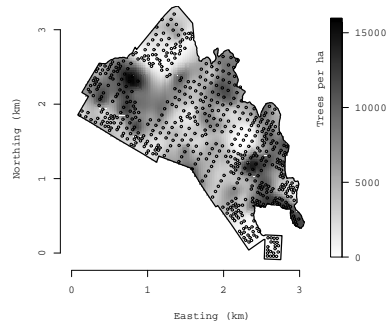 3
2
1
0
Northing (km)
0 1 2 3
Easting (km)
Trees per ha
15000
10000
5000
0